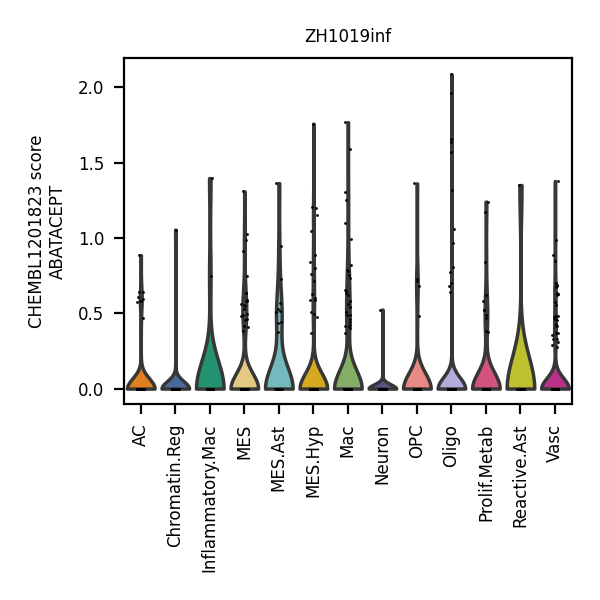 ZH1019inf
CHEMBL1201823 score
ABATACEPT
2.0
1.5
1.0
0.5
0.0
AC
Chromatin.Reg
Inflammatory.Mac
MES
MES.Ast
MES.Hyp
Mac
Neuron
OPC
Oligo
Prolif.Metab
Reactive.Ast
Vasc